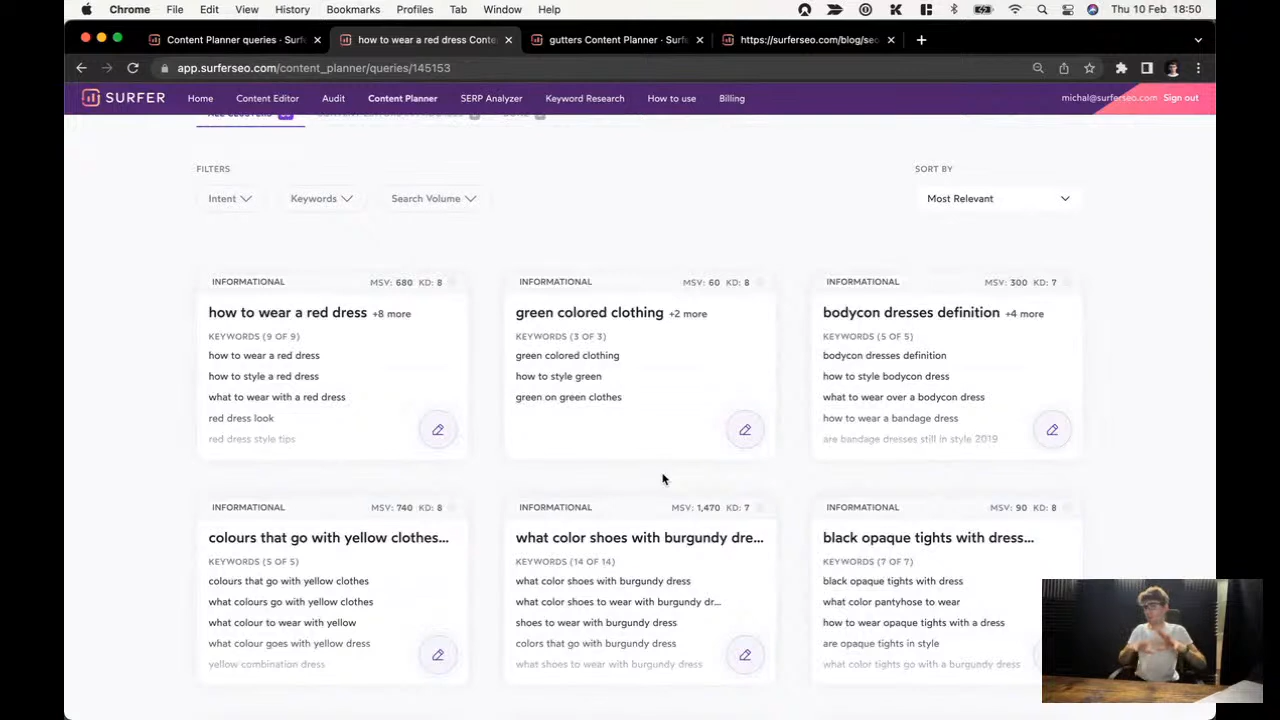 Chrome File Edit View History Bookmarks Profiles Tab Window Help Thu 10 Feb 18:50
Content Planner queries · Surf how to wear a red dress Conte gutters Content Planner · Surfe https://surferseo.com/blog/seo-
app.surferseo.com/content_planner/queries/145153
SURFER Home Content Editor Audit Content Planner SERP Analyzer Keyword Research How to use Billing michal@surferseo.com Sign out
FILTERS SORT BY
Intent Keywords Search Volume Most Relevant
INFORMATIONAL MSV: 680 KD: 8 INFORMATIONAL MSV: 60 KD: 8 INFORMATIONAL MSV: 300 KD: 7
how to wear a red dress +8 more green colored clothing +2 more bodycon dresses definition +4 more
KEYWORDS (9 OF 9) KEYWORDS (3 OF 3) KEYWORDS (5 OF 5)
how to wear a red dress green colored clothing bodycon dresses definition
how to style a red dress how to style green how to style bodycon dress
what to wear with a red dress green on green clothes what to wear over a bodycon dress
red dress look how to wear a bandage dress
red dress style tips are bandage dresses still in style 2019
INFORMATIONAL MSV: 740 KD: 8 INFORMATIONAL MSV: 1,470 KD: 7 INFORMATIONAL MSV: 90 KD: 8
colours that go with yellow clothes... what color shoes with burgundy dre... black opaque tights with dress...
KEYWORDS (5 OF 5) KEYWORDS (14 OF 14) KEYWORDS (7 OF 7)
colours that go with yellow clothes what color shoes with burgundy dress black opaque tights with dress
what colours go with yellow clothes what color shoes to wear with burgundy dr... what color pantyhose to wear
what colour to wear with yellow shoes to wear with burgundy dress how to wear opaque tights with a dress
what colour goes with yellow dress colors that go with burgundy dress are opaque tights in style
yellow combination dress what shoes to wear with burgundy dress what color tights go with a burgundy dress